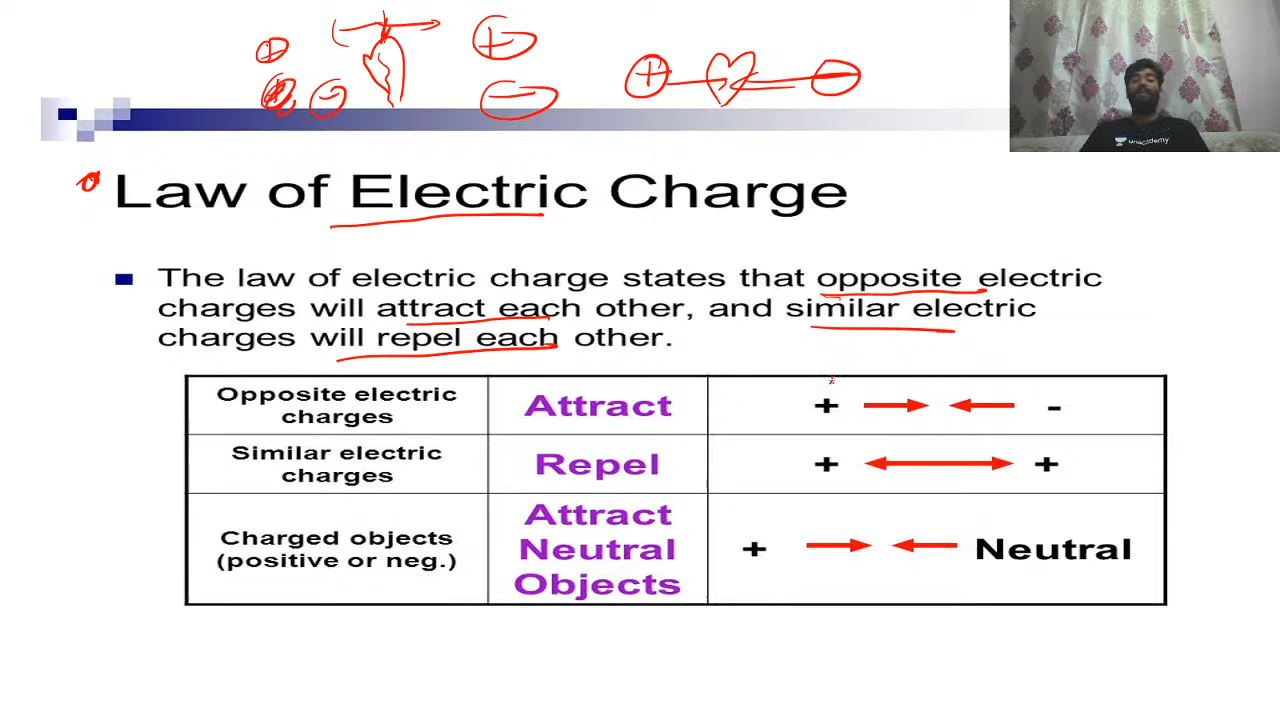 + + - + - + -
unacademy
Law of Electric Charge
The law of electric charge states that opposite electric
charges will attract each other, and similar electric
charges will repel each other.
Opposite electric
charges
Attract
+ -
Similar electric
charges
Repel
+ +
Charged objects
(positive or neg.)
Attract
Neutral
Objects
+ Neutral